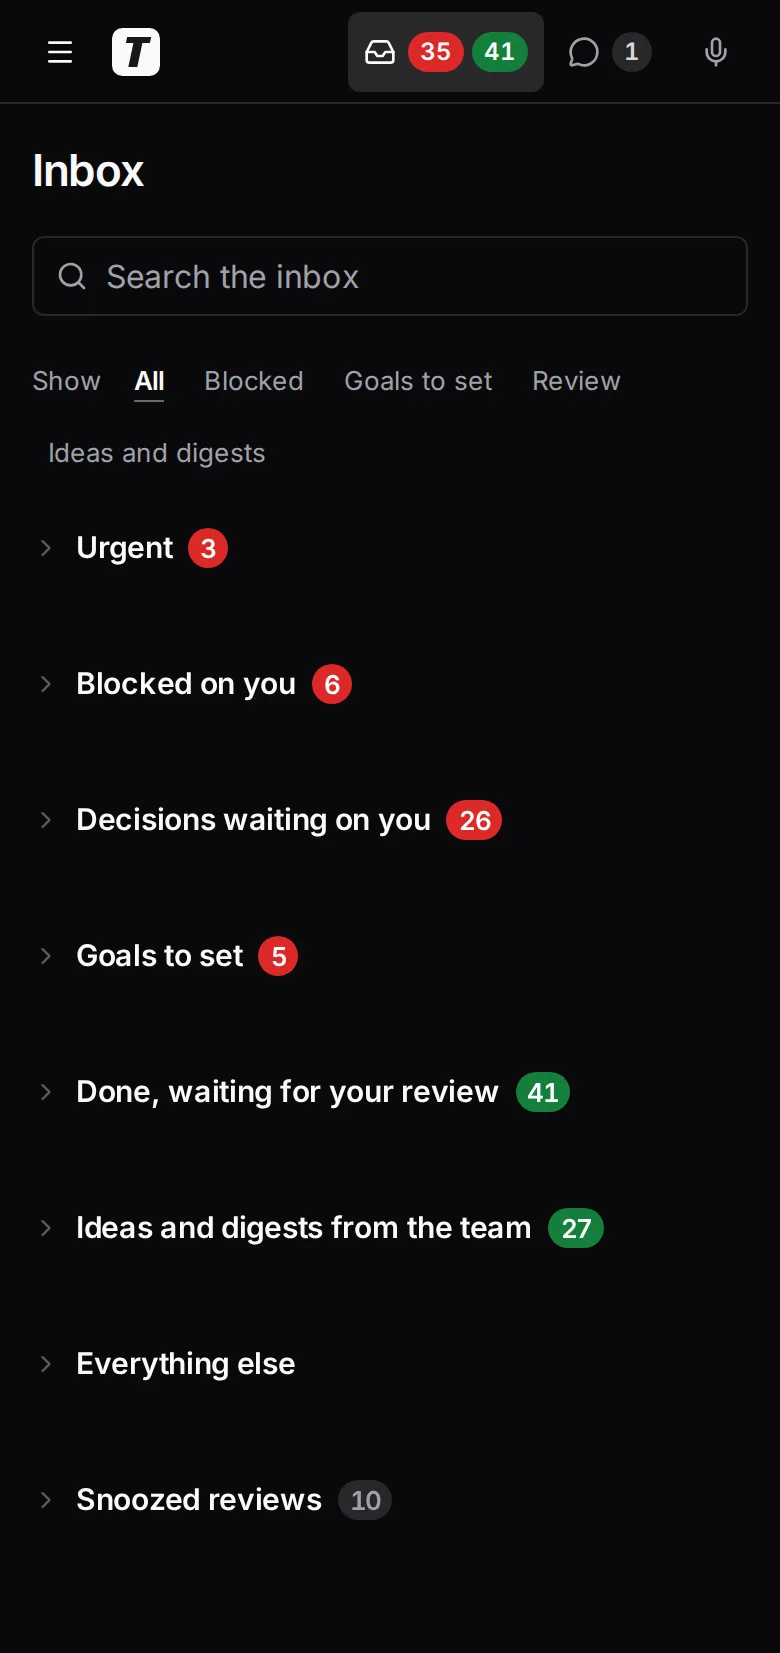 T 35 41 1
Inbox
Search the inbox
Show All Blocked Goals to set Review
Ideas and digests
Urgent 3
Blocked on you 6
Decisions waiting on you 26
Goals to set 5
Done, waiting for your review 41
Ideas and digests from the team 27
Everything else
Snoozed reviews 10